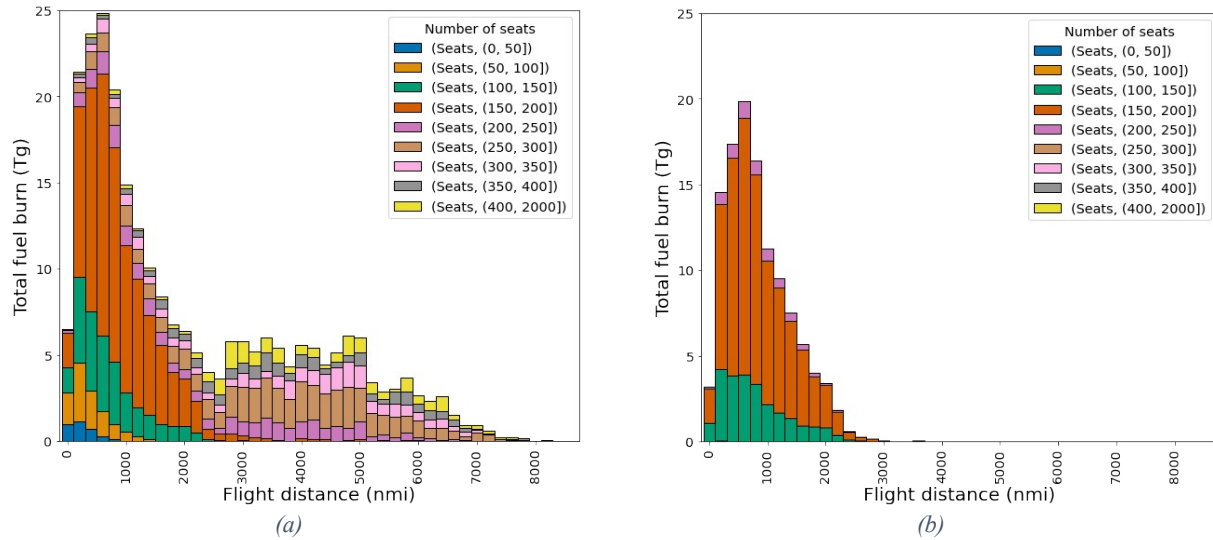 25
20
15
10
5
0
Total fuel burn (Tg)
Number of seats
(Seats, (0, 50])
(Seats, (50, 100])
(Seats, (100, 150])
(Seats, (150, 200])
(Seats, (200, 250])
(Seats, (250, 300])
(Seats, (300, 350])
(Seats, (350, 400])
(Seats, (400, 2000])
0
1000
2000
3000
4000
5000
6000
7000
8000
Flight distance (nmi)
(a)
25
20
15
10
5
0
Total fuel burn (Tg)
Number of seats
(Seats, (0, 50])
(Seats, (50, 100])
(Seats, (100, 150])
(Seats, (150, 200])
(Seats, (200, 250])
(Seats, (250, 300])
(Seats, (300, 350])
(Seats, (350, 400])
(Seats, (400, 2000])
0
1000
2000
3000
4000
5000
6000
7000
8000
Flight distance (nmi)
(b)